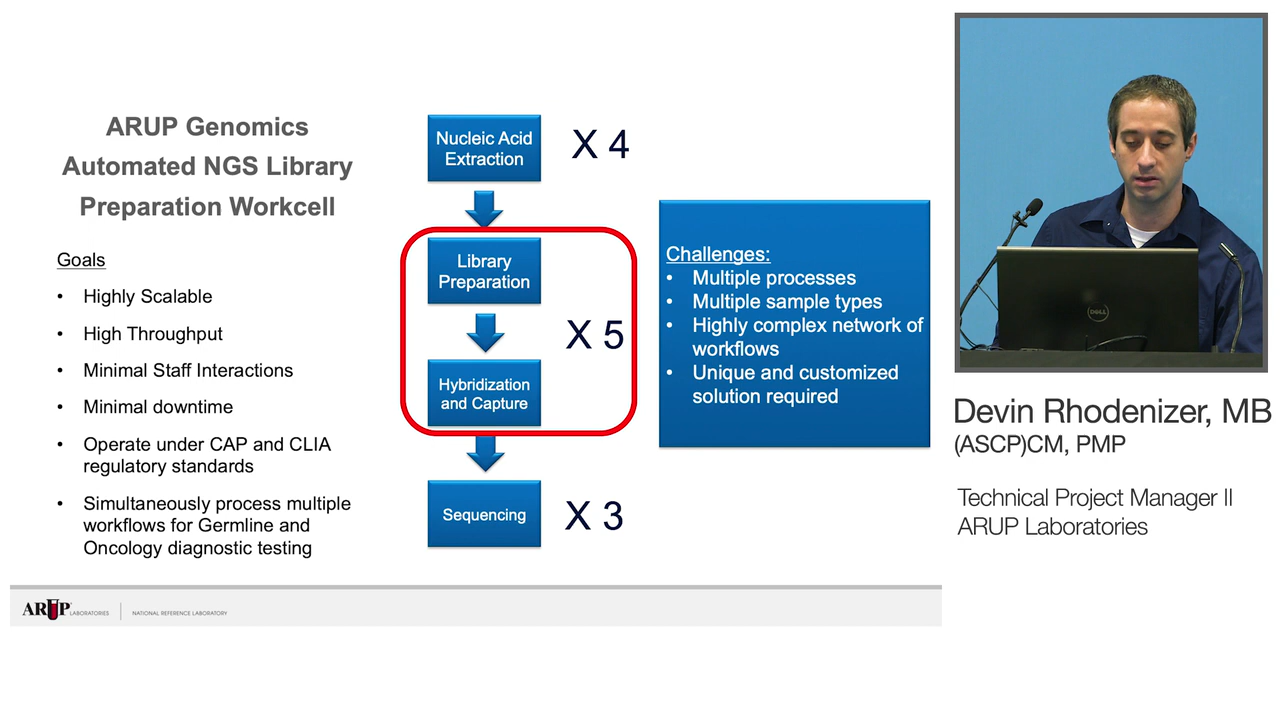 ARUP Genomics
Automated NGS Library
Preparation Workcell
Goals
• Highly Scalable
• High Throughput
• Minimal Staff Interactions
• Minimal downtime
• Operate under CAP and CLIA
regulatory standards
• Simultaneously process multiple
workflows for Germline and
Oncology diagnostic testing
Nucleic Acid
Extraction
X 4
Library
Preparation
X 5
Hybridization
and Capture
Sequencing
X 3
Challenges:
• Multiple processes
• Multiple sample types
• Highly complex network of
workflows
• Unique and customized
solution required
DELL
Devin Rhodenizer, MB
(ASCP)CM, PMP
Technical Project Manager II
ARUP Laboratories
ARUP LABORATORIES | NATIONAL REFERENCE LABORATORY